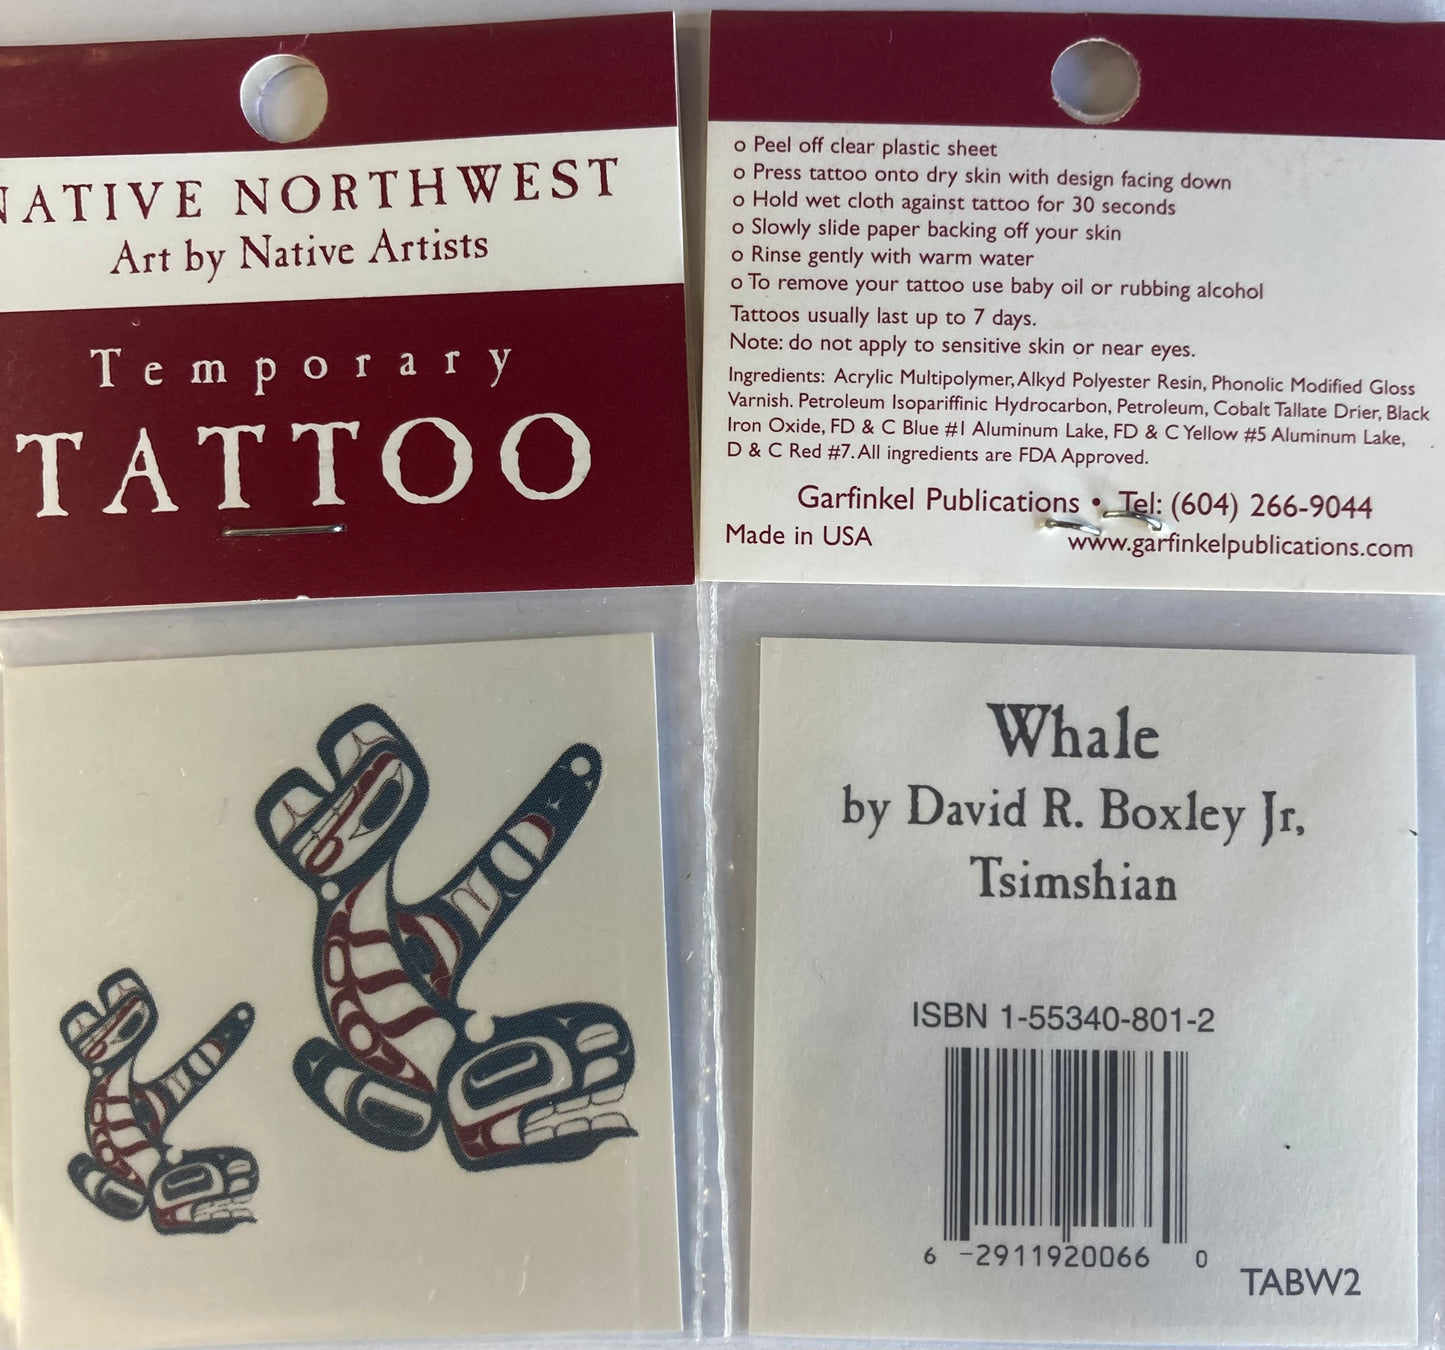 NATIVE NORTHWEST
Art by Native Artists
Temporary
TATTOO
o Peel off clear plastic sheet
o Press tattoo onto dry skin with design facing down
o Hold wet cloth against tattoo for 30 seconds
o Slowly slide paper backing off your skin
o Rinse gently with warm water
o To remove your tattoo use baby oil or rubbing alcohol
Tattoos usually last up to 7 days.
Note: do not apply to sensitive skin or near eyes.
Ingredients: Acrylic Multipolymer, Alkyd Polyester Resin, Phonolic Modified Gloss
Varnish. Petroleum Isopariffinic Hydrocarbon, Petroleum, Cobalt Tallate Drier, Black
Iron Oxide, FD & C Blue #1 Aluminum Lake, FD & C Yellow #5 Aluminum Lake,
D & C Red #7. All ingredients are FDA Approved.
Garfinkel Publications • Tel: (604) 266-9044
Made in USA www.garfinkelpublications.com
Whale
by David R. Boxley Jr,
Tsimshian
ISBN 1-55340-801-2
6 -2911920066 0
TABW2